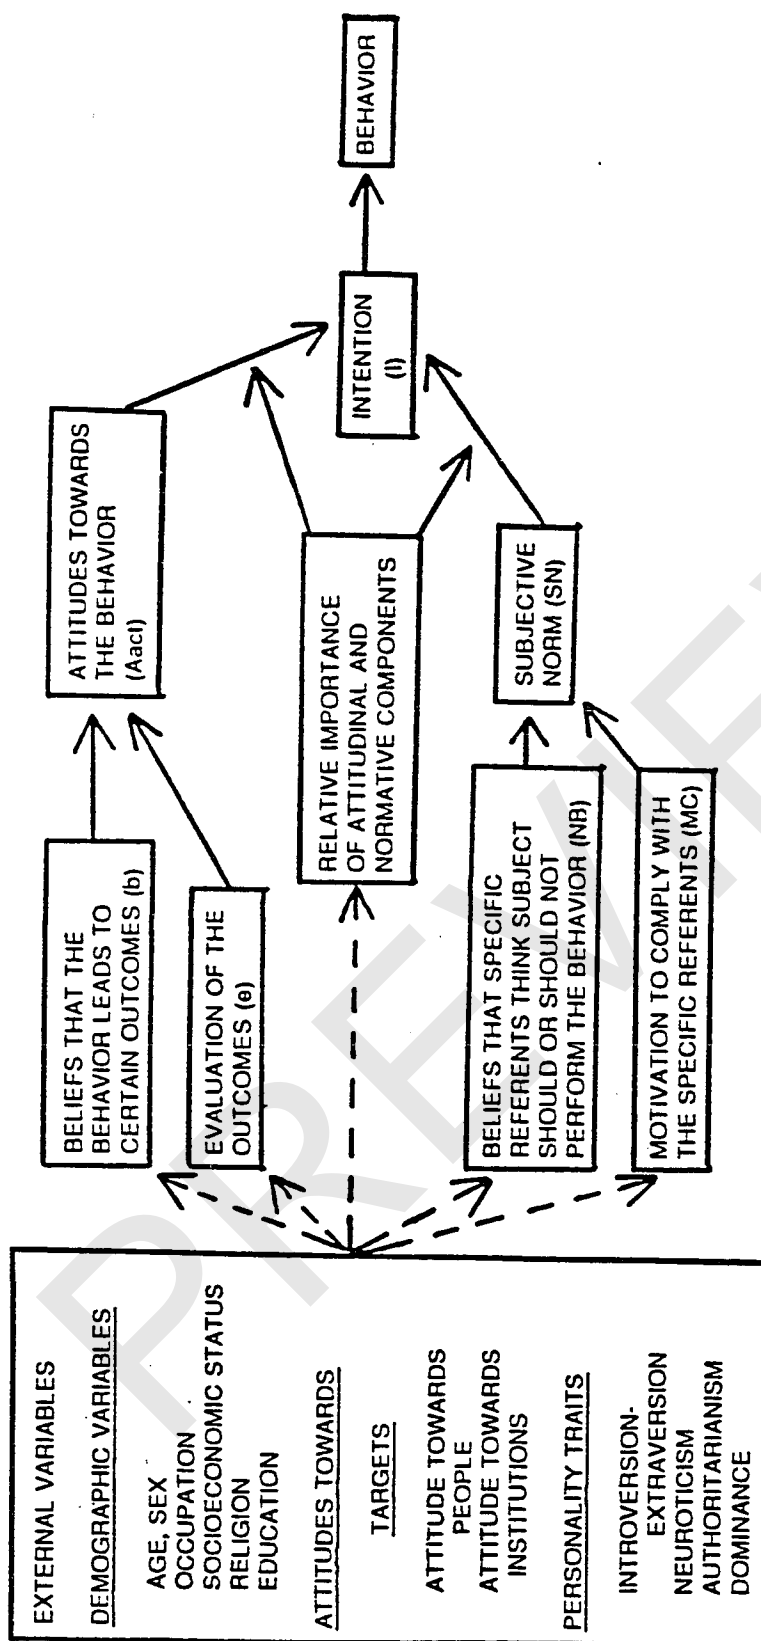 EXTERNAL VARIABLES
DEMOGRAPHIC VARIABLES
AGE, SEX
OCCUPATION
SOCIOECONOMIC STATUS
RELIGION
EDUCATION
ATTITUDES TOWARDS
TARGETS
ATTITUDE TOWARDS
PEOPLE
ATTITUDE TOWARDS
INSTITUTIONS
PERSONALITY TRAITS
INTROVERSION-
EXTRAVERSION
NEUROTICISM
AUTHORITARIANISM
DOMINANCE
BELIEFS THAT THE
BEHAVIOR LEADS TO
CERTAIN OUTCOMES (b)
EVALUATION OF THE
OUTCOMES (e)
BELIEFS THAT SPECIFIC
REFERENTS THINK SUBJECT
SHOULD OR SHOULD NOT
PERFORM THE BEHAVIOR (NB)
MOTIVATION TO COMPLY WITH
THE SPECIFIC REFERENTS (MC)
ATTITUDES TOWARDS
THE BEHAVIOR
(Aact)
RELATIVE IMPORTANCE
OF ATTITUDINAL AND
NORMATIVE COMPONENTS
SUBJECTIVE
NORM (SN)
INTENTION
(I)
BEHAVIOR